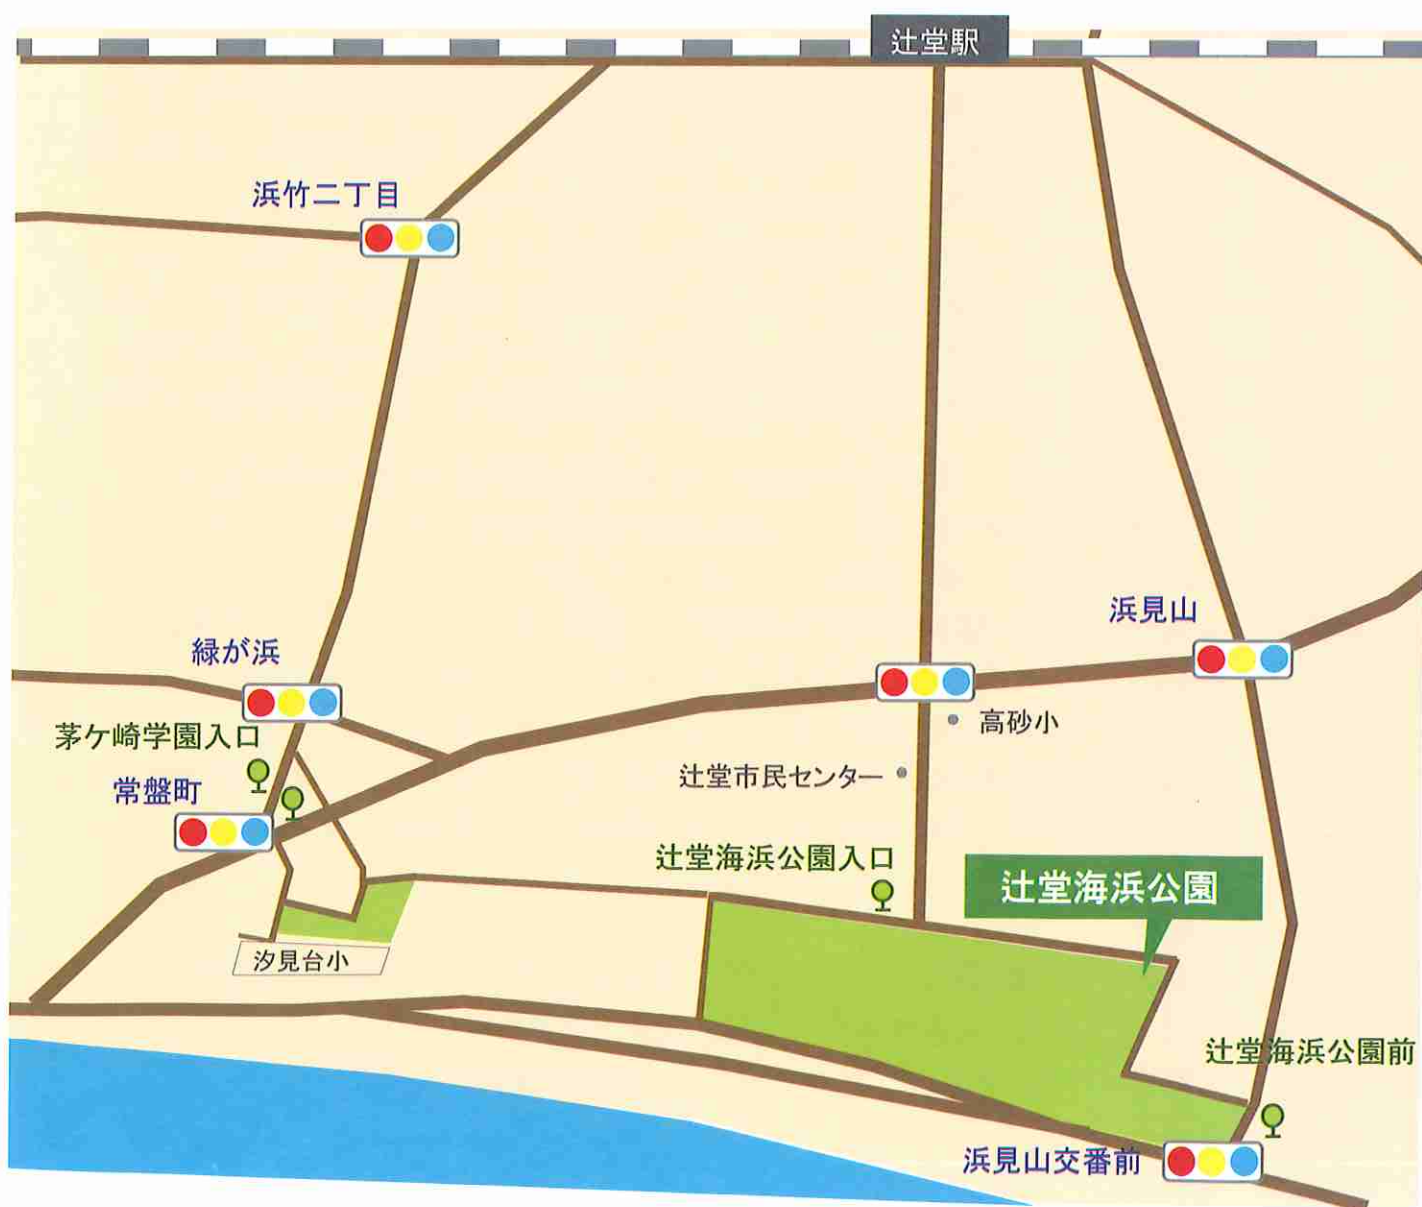 辻堂駅
浜竹二丁目
浜見山
緑が浜
高砂小
茅ケ崎学園入口
辻堂市民センター
常盤町
辻堂海浜公園入口
辻堂海浜公園
汐見台小
辻堂海浜公園前
浜見山交番前